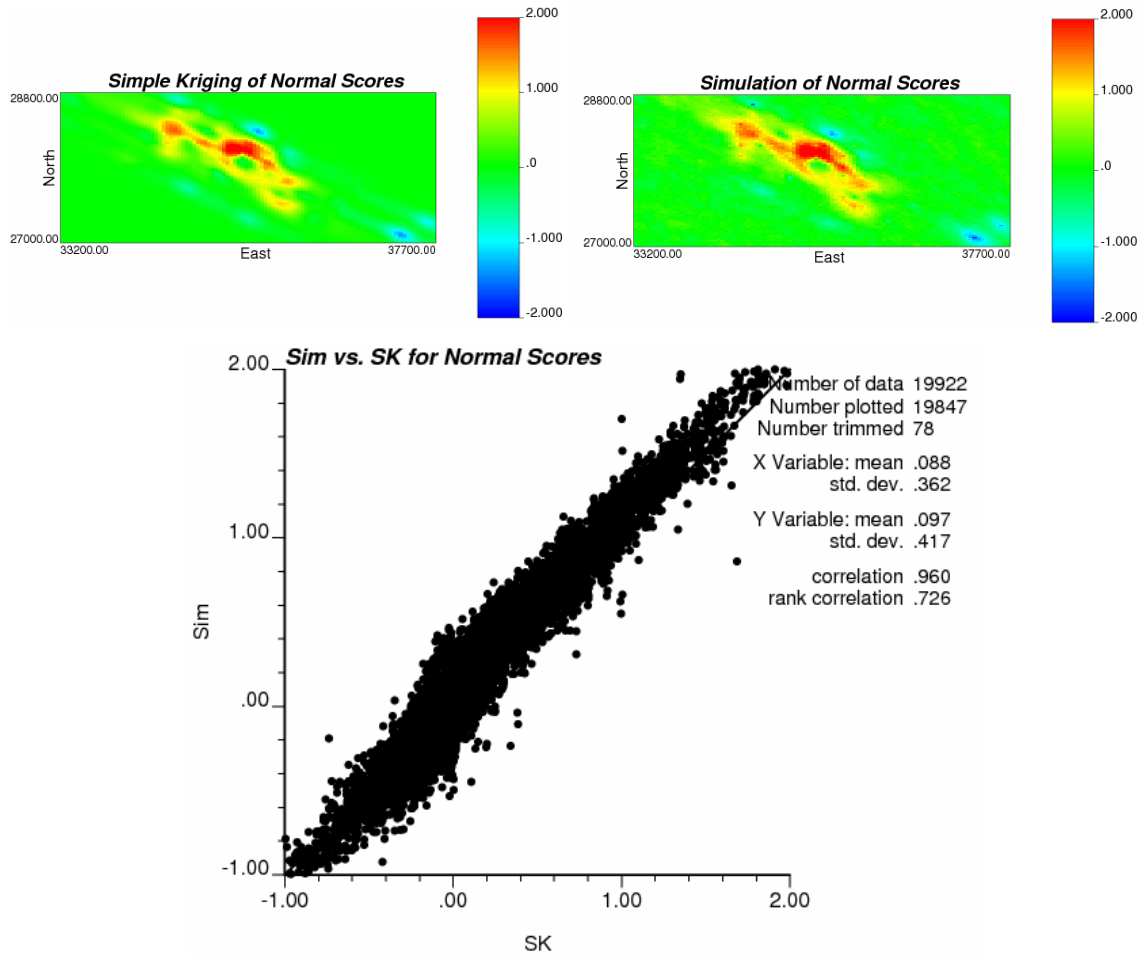 Simple Kriging of Normal Scores
28800.00
North
27000.00
33200.00
East
37700.00
2.000
1.000
.0
-1.000
-2.000
Simulation of Normal Scores
28800.00
North
27000.00
33200.00
East
37700.00
2.000
1.000
.0
-1.000
-2.000
Sim vs. SK for Normal Scores
2.00
1.00
.00
-1.00
Sim
-1.00
.00
1.00
2.00
SK
Number of data 19922
Number plotted 19847
Number trimmed 78
X Variable: mean .088
std. dev. .362
Y Variable: mean .097
std. dev. .417
correlation .960
rank correlation .726